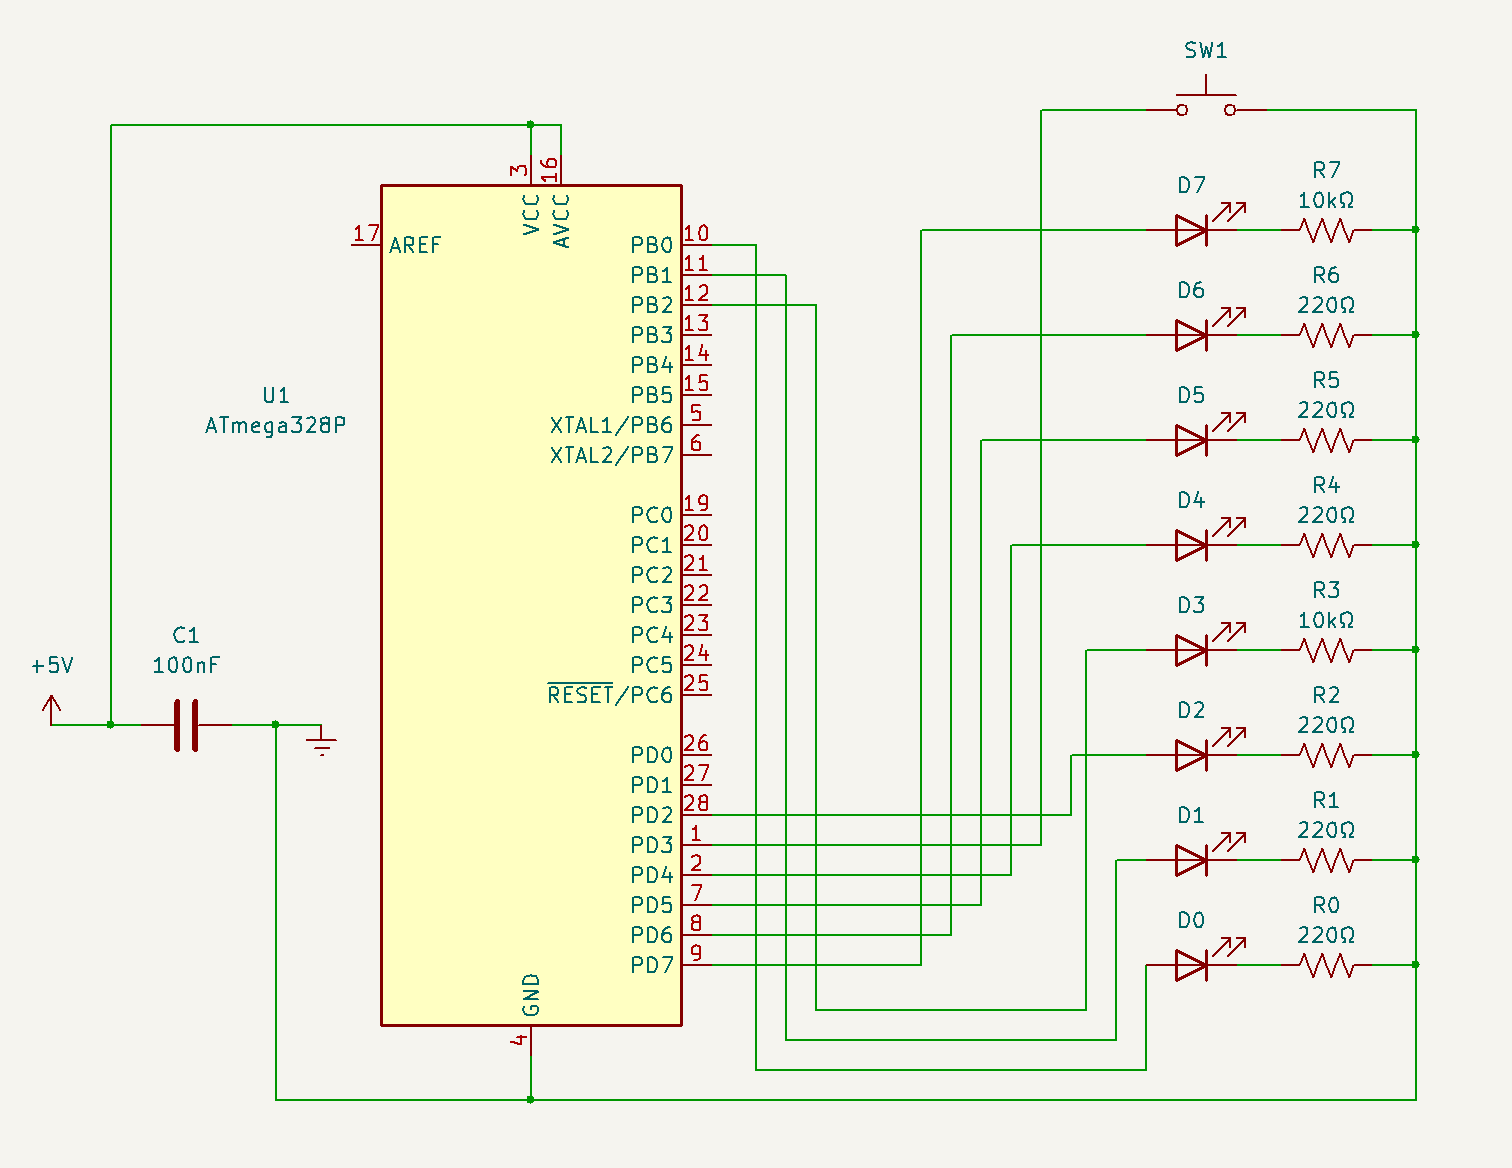 SW1
R7
10kΩ
D7
R6
220Ω
D6
R5
220Ω
D5
R4
220Ω
D4
R3
10kΩ
D3
R2
220Ω
D2
R1
220Ω
D1
R0
220Ω
D0
U1
ATmega328P
C1
100nF
+5V
3
16
VCC
AVCC
17
AREF
10
PB0
11
PB1
12
PB2
13
PB3
14
PB4
15
PB5
5
XTAL1/PB6
6
XTAL2/PB7
19
PC0
20
PC1
21
PC2
22
PC3
23
PC4
24
PC5
25
RESET/PC6
26
PD0
27
PD1
28
PD2
1
PD3
2
PD4
7
PD5
8
PD6
9
PD7
GND
4